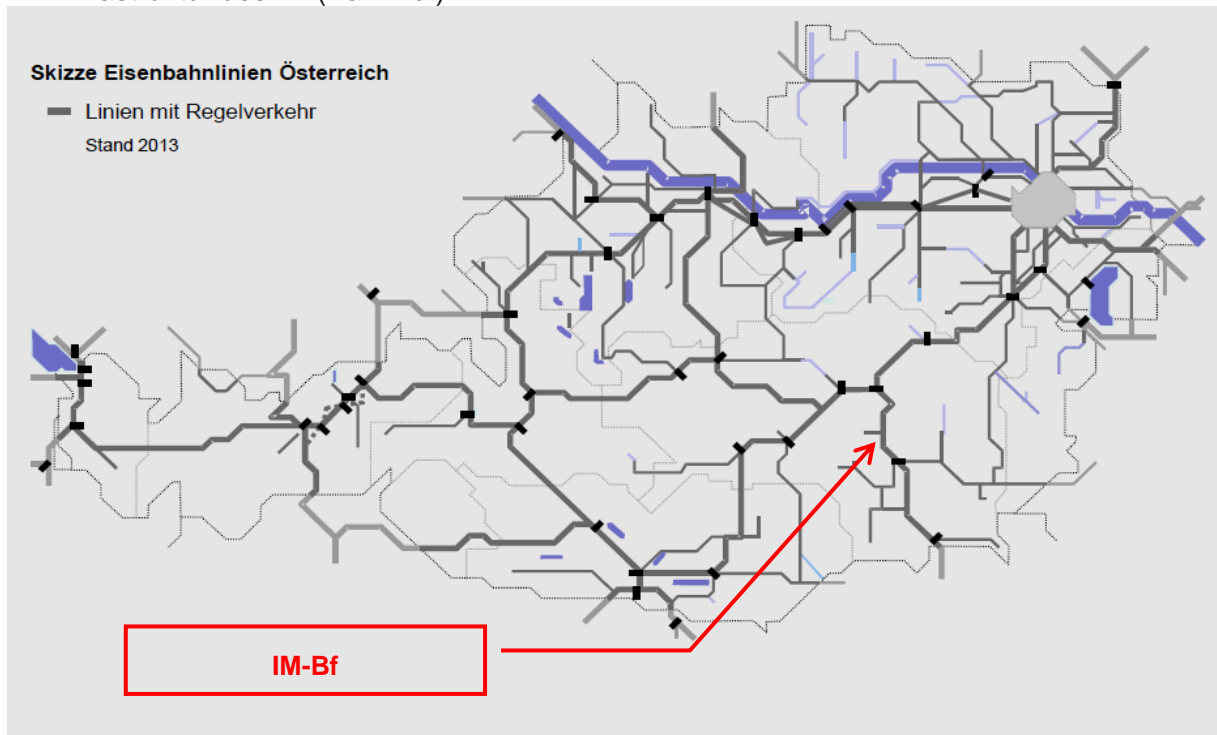 Skizze Eisenbahnlinien Österreich
Linien mit Regelverkehr
Stand 2013
IM-Bf